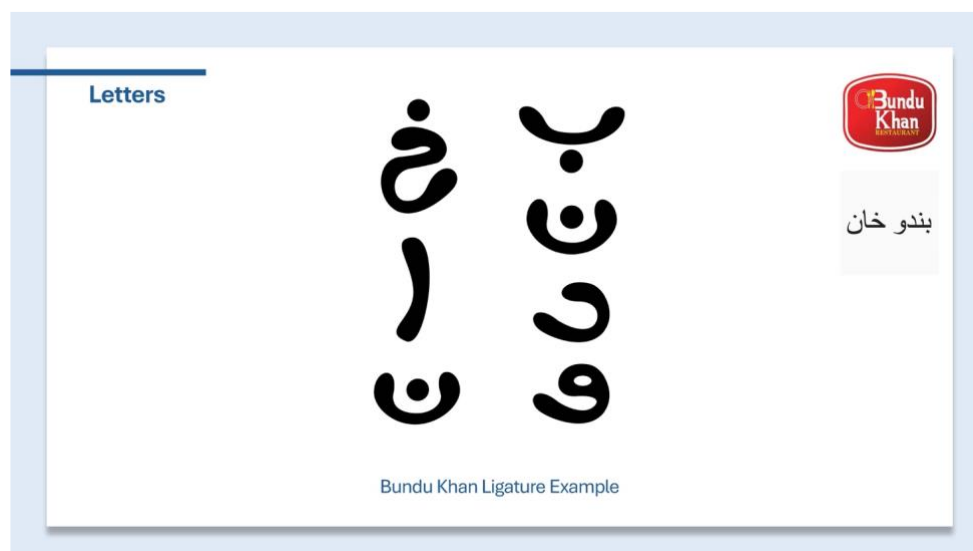 Letters
ب
ن
د
و
خ
ا
ن
Bundu
Khan
RESTAURANT
بندو خان
Bundu Khan Ligature Example